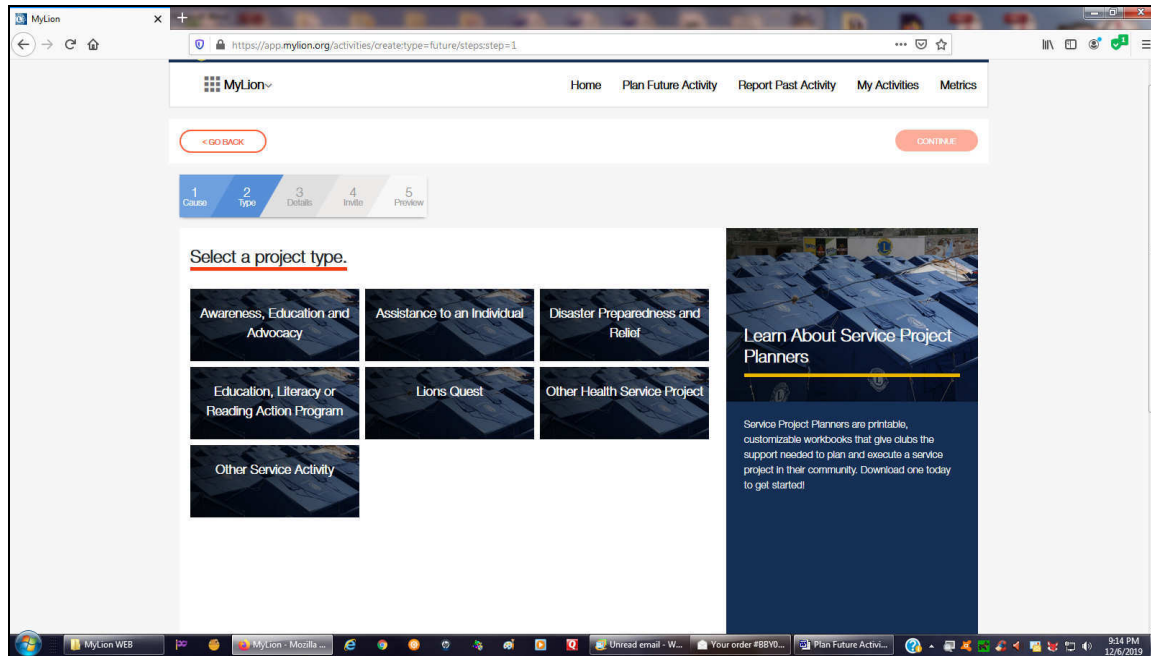 MyLion
https://app.mylion.org/activities/create:type=future/steps:step=1
MyLion
Home Plan Future Activity Report Past Activity My Activities Metrics
< GO BACK
CONTINUE
1 2 3 4 5
Cause Type Details Invite Preview
Select a project type.
Awareness, Education and
Advocacy
Assistance to an Individual
Disaster Preparedness and
Relief
Education, Literacy or
Reading Action Program
Lions Quest
Other Health Service Project
Other Service Activity
Learn About Service Project
Planners
Service Project Planners are printable,
customizable workbooks that give clubs the
support needed to plan and execute a service
project in their community. Download one today
to get started!
MyLion WEB
MyLion - Mozilla ...
Unread email - W...
Your order #BBY0...
Plan Future Activi...
9:14 PM
12/6/2019